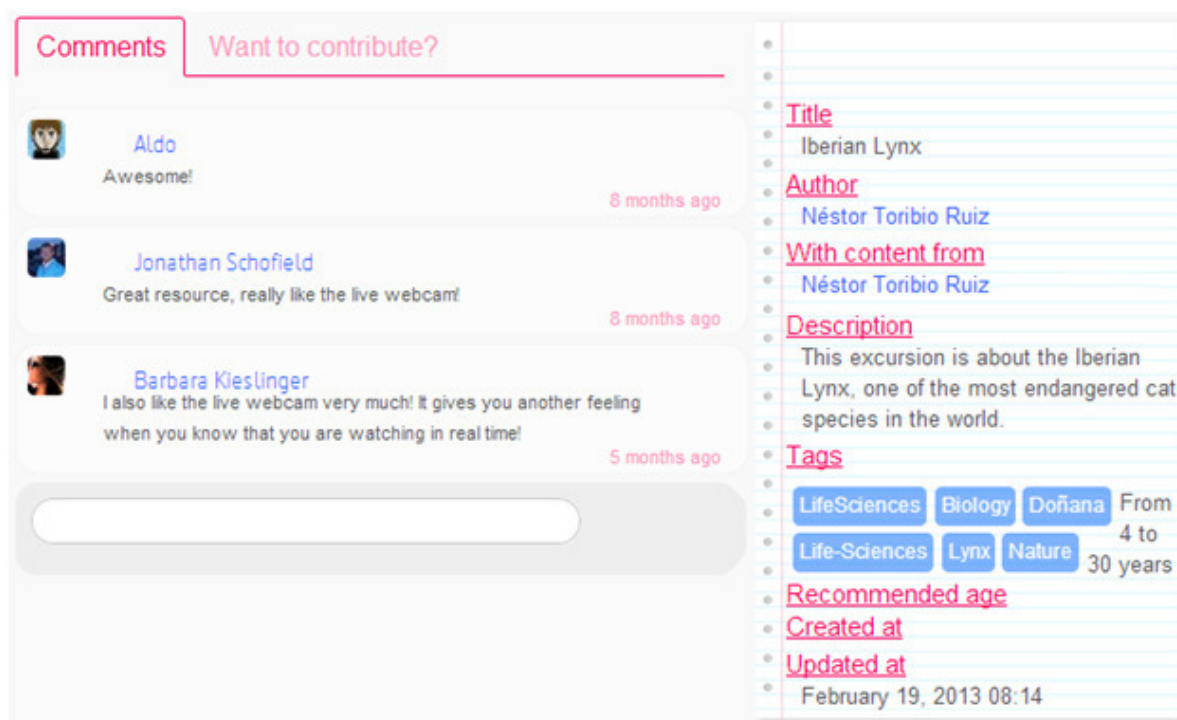 Comments
Want to contribute?
Aldo
Awesome!
8 months ago
Jonathan Schofield
Great resource, really like the live webcam!
8 months ago
Barbara Kieslinger
I also like the live webcam very much! It gives you another feeling
when you know that you are watching in real time!
5 months ago
Title
Iberian Lynx
Author
Néstor Toribio Ruiz
With content from
Néstor Toribio Ruiz
Description
This excursion is about the Iberian
Lynx, one of the most endangered cat
species in the world.
Tags
LifeSciences Biology Doñana From
4 to
Life-Sciences Lynx Nature 30 years
Recommended age
Created at
Updated at
February 19, 2013 08:14